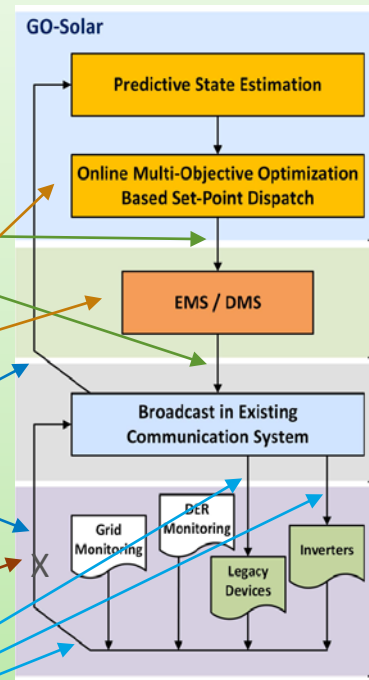 GO-Solar
Predictive State Estimation
Online Multi-Objective Optimization
Based Set-Point Dispatch
EMS / DMS
Broadcast in Existing
Communication System
Grid
Monitoring
DER
Monitoring
Legacy
Devices
Inverters
X